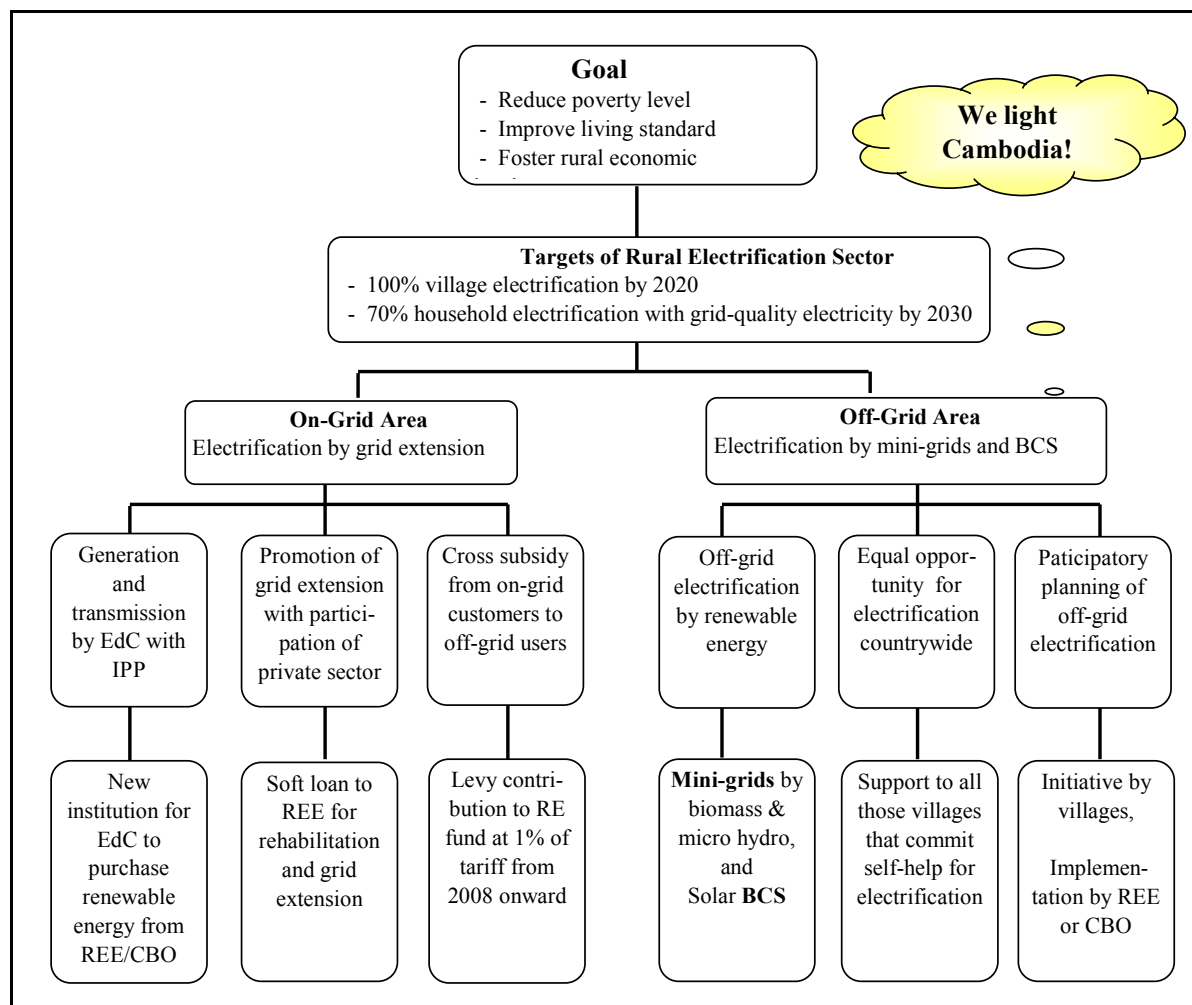 Goal
- Reduce poverty level
- Improve living standard
- Foster rural economic
We light
Cambodia!
Targets of Rural Electrification Sector
- 100% village electrification by 2020
- 70% household electrification with grid-quality electricity by 2030
On-Grid Area
Electrification by grid extension
Off-Grid Area
Electrification by mini-grids and BCS
Generation
and
transmission
by EdC with
IPP
Promotion of
grid extension
with partici-
pation of
private sector
Cross subsidy
from on-grid
customers to
off-grid users
Off-grid
electrification
by renewable
energy
Equal oppor-
tunity for
electrification
countrywide
Paticipatory
planning of
off-grid
electrification
New
institution for
EdC to
purchase
renewable
energy from
REE/CBO
Soft loan to
REE for
rehabilitation
and grid
extension
Levy contri-
bution to RE
fund at 1% of
tariff from
2008 onward
Mini-grids by
biomass &
micro hydro,
and
Solar BCS
Support to all
those villages
that commit
self-help for
electrification
Initiative by
villages,
Implemen-
tation by REE
or CBO